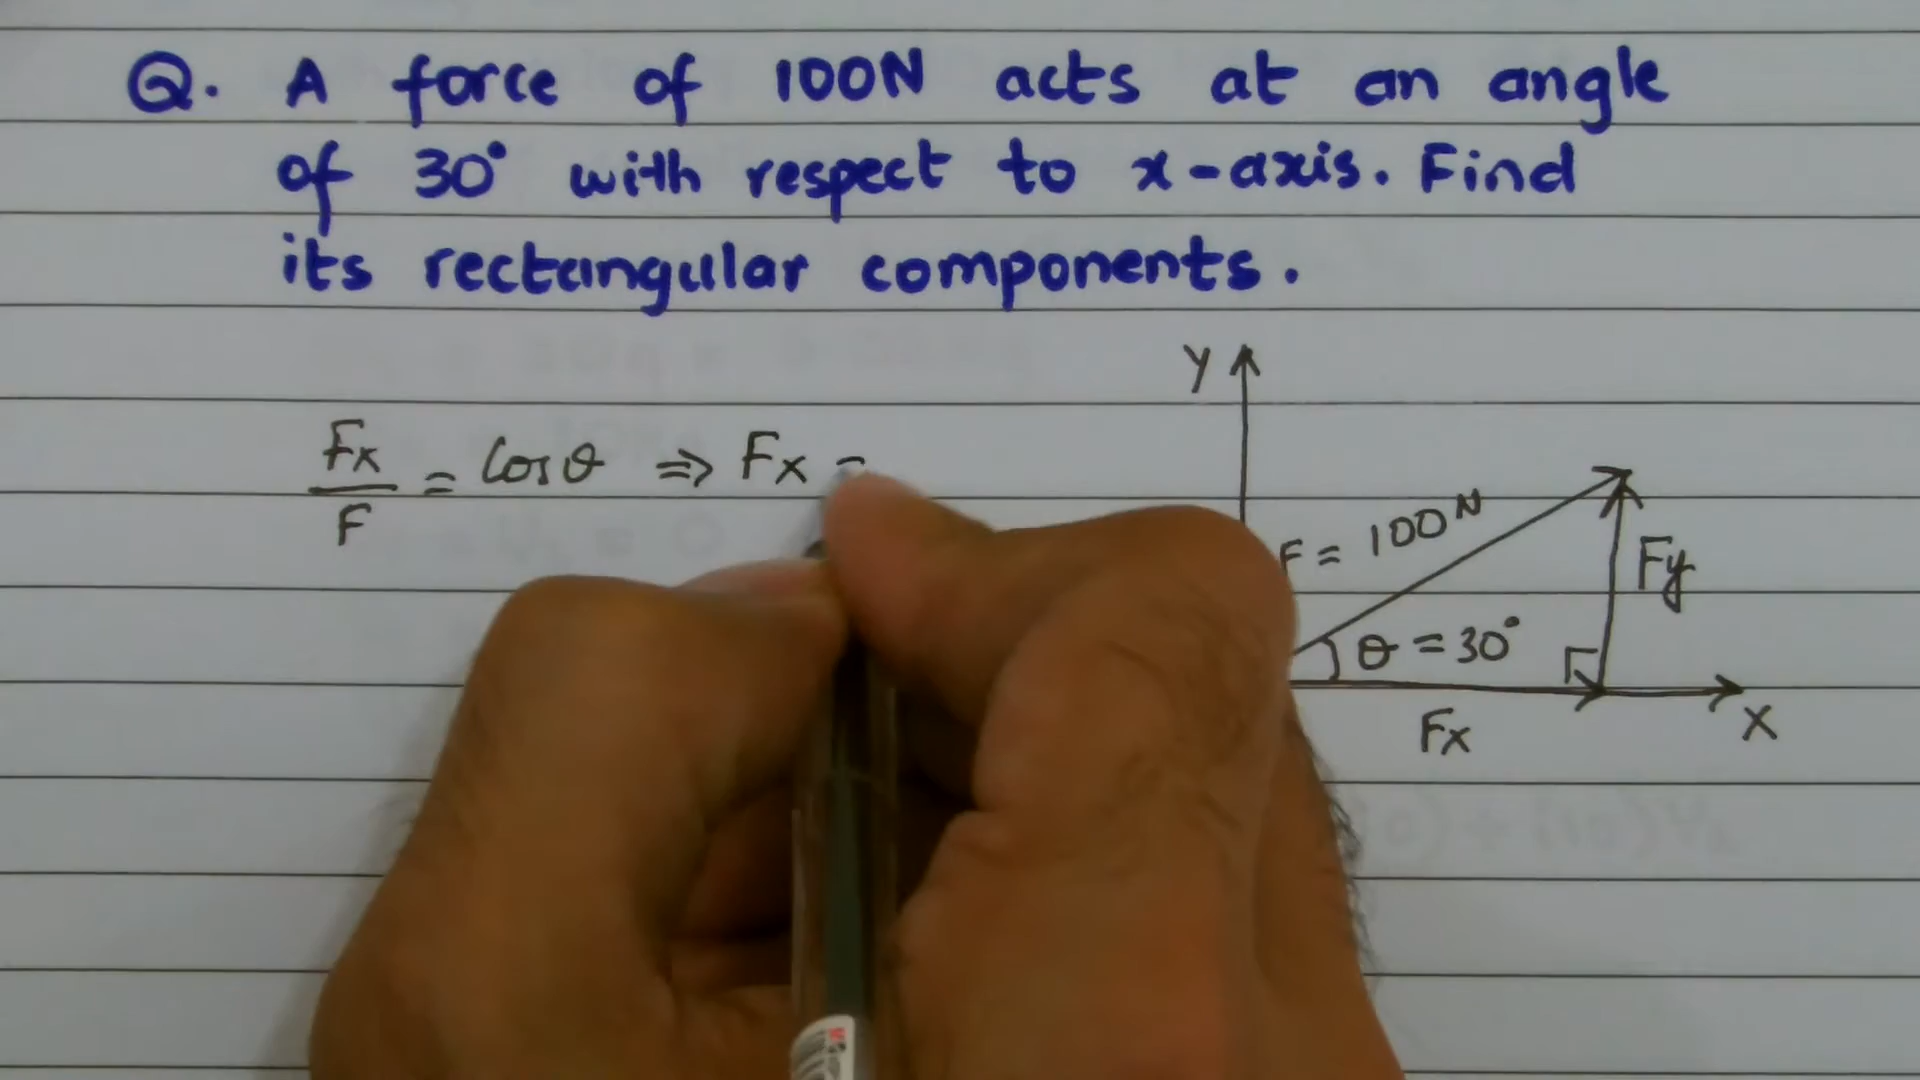 Q. A force of 100N acts at an angle
of 30° with respect to x-axis. Find
its rectangular components.
Y
Fx/F = Cosθ ⇒ Fx =
F = 100N
Fy
θ = 30°
Fx
X